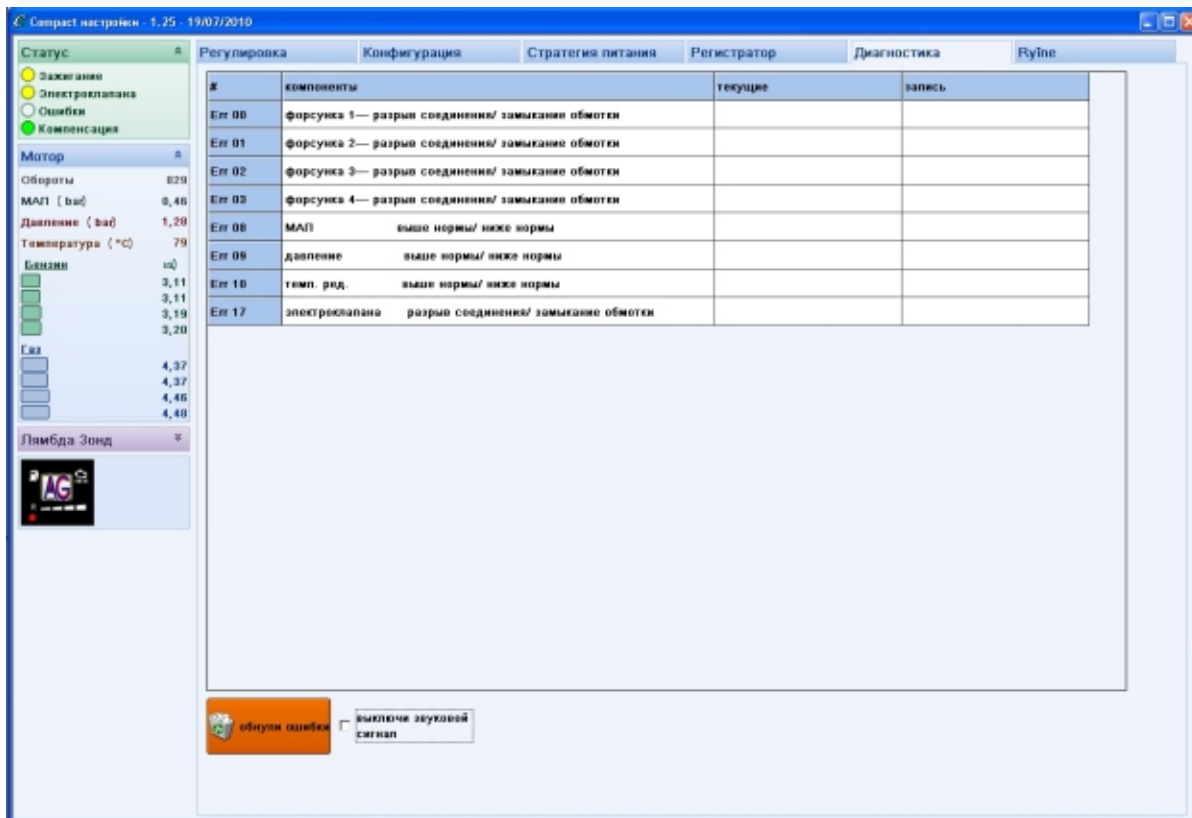 Compact настройки - 1.25 - 19/07/2010
Статус
Зажигание
Электроклапана
Ошибки
Компенсация
Мотор
Обороты 829
МАП ( bar) 0,46
Давление ( bar) 1,28
Температура ( °C) 79
Бензин
3,11
3,11
3,19
3,20
Газ
4,37
4,37
4,46
4,48
Лямбда Зонд
AG
Регулировка Конфигурация Стратегия питания Регистратор Диагностика Ryîne
# компоненты текущие запись
Err 00 форсунка 1— разрыв соединения/ замыкание обмотки
Err 01 форсунка 2— разрыв соединения/ замыкание обмотки
Err 02 форсунка 3— разрыв соединения/ замыкание обмотки
Err 03 форсунка 4— разрыв соединения/ замыкание обмотки
Err 08 МАП выше нормы/ ниже нормы
Err 09 давление выше нормы/ ниже нормы
Err 10 темп. ред. выше нормы/ ниже нормы
Err 17 электроклапана разрыв соединения/ замыкание обмотки
обнули ошибки
выключи звуковой
сигнал